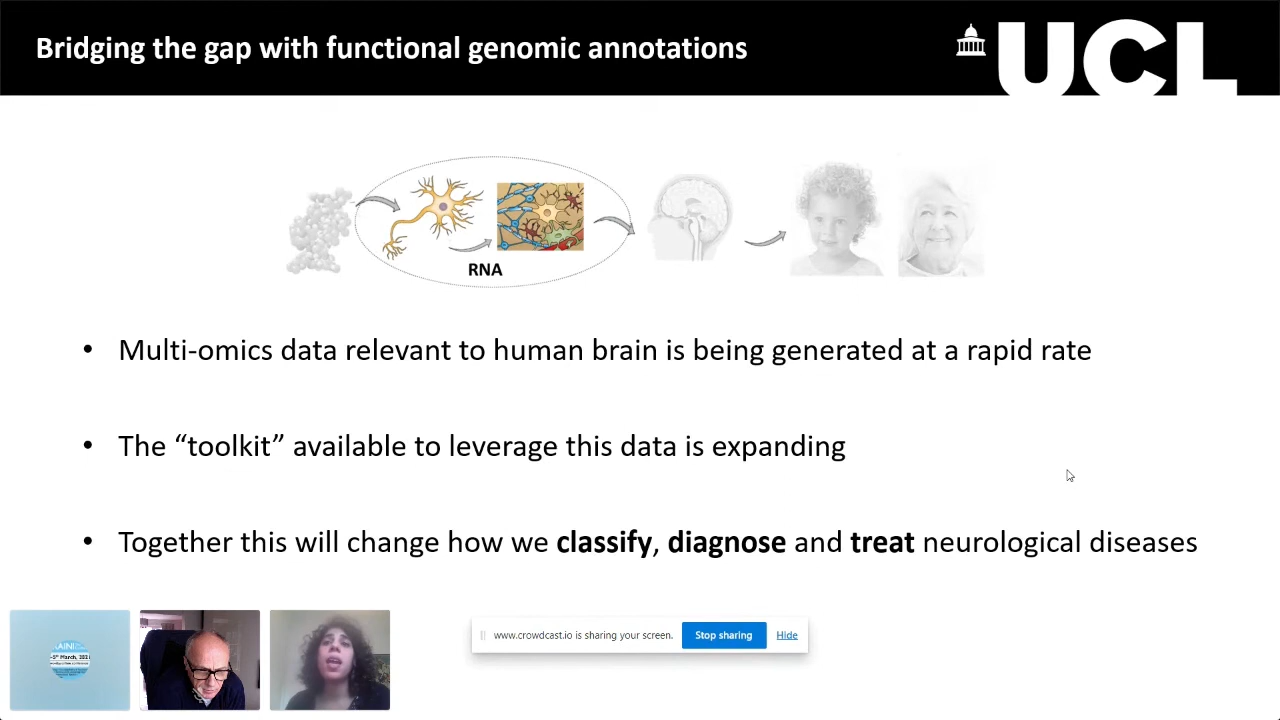 Bridging the gap with functional genomic annotations
UCL
RNA
• Multi-omics data relevant to human brain is being generated at a rapid rate
• The “toolkit” available to leverage this data is expanding
• Together this will change how we classify, diagnose and treat neurological diseases
www.crowdcast.io is sharing your screen.
Stop sharing
Hide